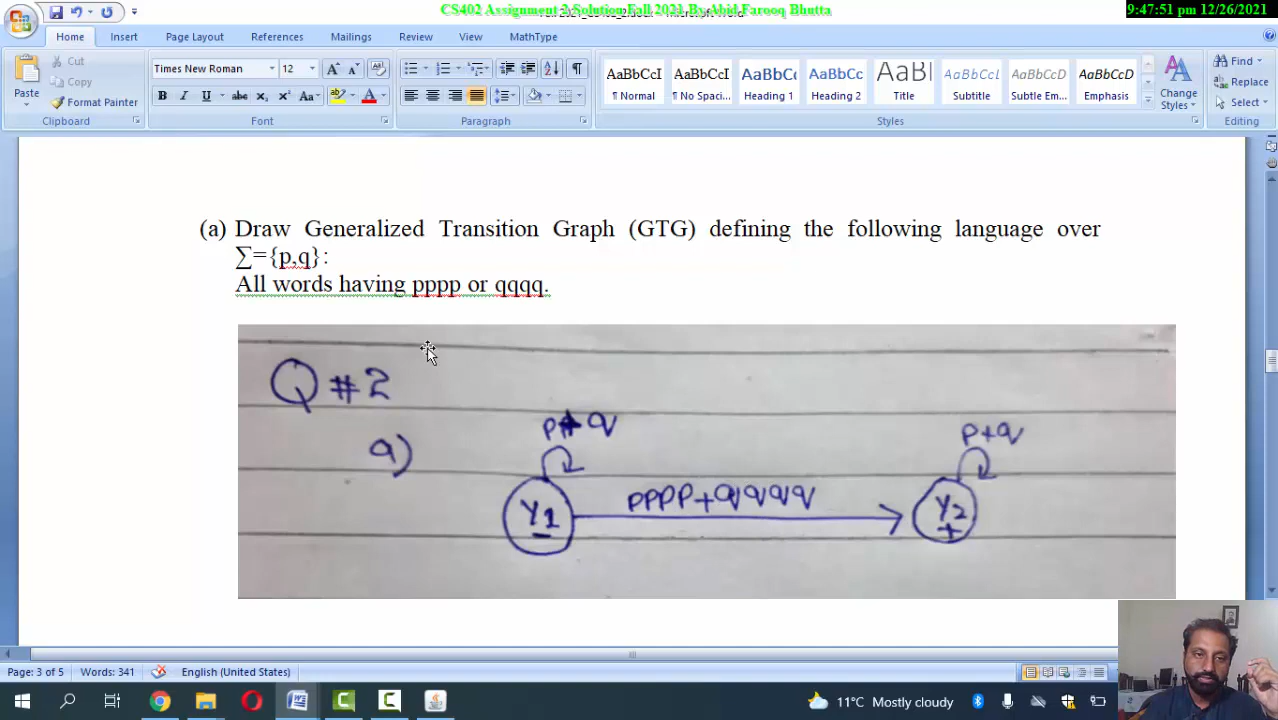 CS402 Assignment 2 Solution Fall 2021 By Abid Farooq Bhutta
9:47:51 pm 12/26/2021
Home Insert Page Layout References Mailings Review View MathType
Paste Cut Copy Format Painter
Times New Roman 12
AaBbCcI AaBbCcI AaBbCc AaBbCc AaBl AaBbCcL AaBbCcD AaBbCcD
¶ Normal ¶ No Spaci... Heading 1 Heading 2 Title Subtitle Subtle Em... Emphasis
Change Styles
Find Replace Select
Clipboard Font Paragraph Styles Editing
(a) Draw Generalized Transition Graph (GTG) defining the following language over
∑={p,q}:
All words having pppp or qqqq.
Q #2
a)
p+q p+q
pppp+qqqq
Y1 Y2
- +
Page: 3 of 5 Words: 341 English (United States)
11°C Mostly cloudy